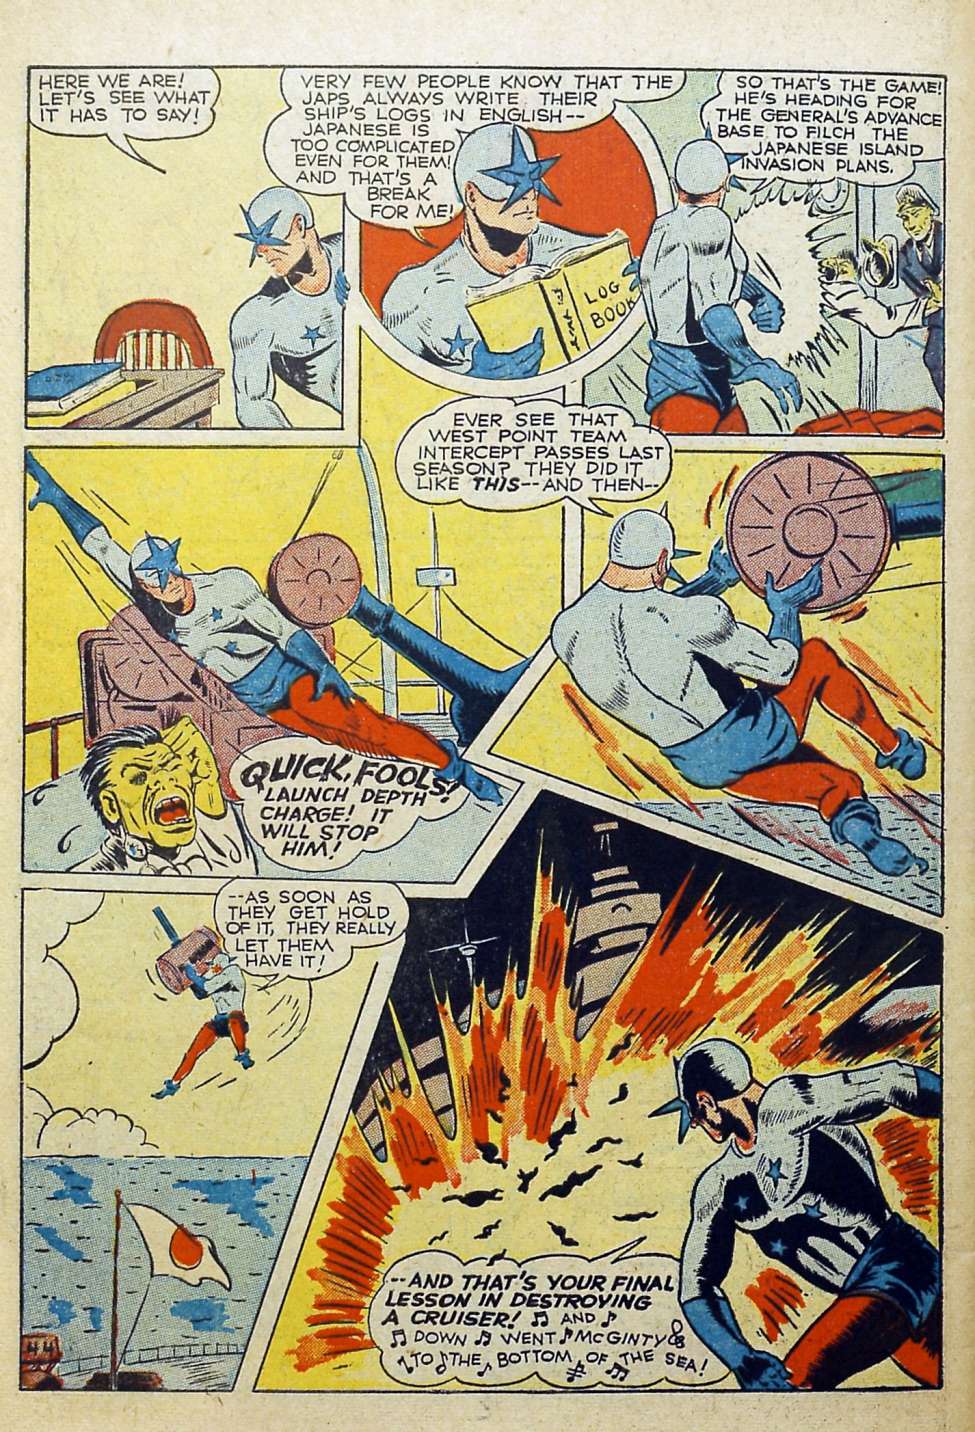 HERE WE ARE!
LET'S SEE WHAT
IT HAS TO SAY!
VERY FEW PEOPLE KNOW THAT THE
JAPS ALWAYS WRITE THEIR
SHIP'S LOGS IN ENGLISH--
JAPANESE IS
TOO COMPLICATED
EVEN FOR THEM!
AND THAT'S A
BREAK
FOR ME!
LOG
BOOK
SO THAT'S THE GAME!
HE'S HEADING FOR
THE GENERAL'S ADVANCE
BASE TO FILCH THE
JAPANESE ISLAND
INVASION PLANS.
QUICK, FOOLS!
LAUNCH DEPTH
CHARGE! IT
WILL STOP
HIM!
EVER SEE THAT
WEST POINT TEAM
INTERCEPT PASSES LAST
SEASON? THEY DID IT
LIKE THIS--AND THEN--
--AS SOON AS
THEY GET HOLD
OF IT, THEY REALLY
LET THEM
HAVE IT!
--AND THAT'S YOUR FINAL
LESSON IN DESTROYING
A CRUISER! ♫ AND ♪
♫ DOWN ♫ WENT ♪ McGINTY
TO ♪ THE ♪ BOTTOM OF THE SEA!
44